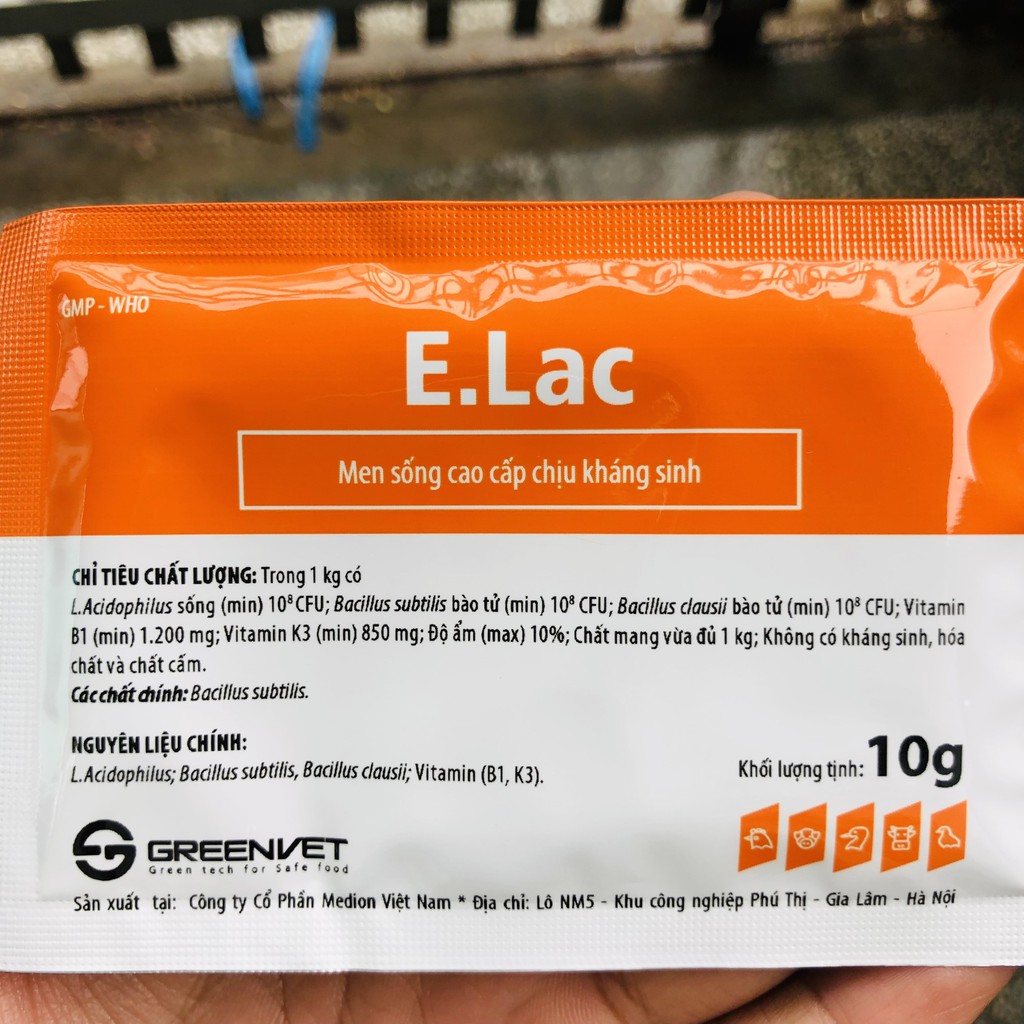 GMP - WHO
E.Lac
Men sống cao cấp chịu kháng sinh
CHỈ TIÊU CHẤT LƯỢNG: Trong 1 kg có
L.Acidophilus sống (min) 10⁸ CFU; Bacillus subtilis bào tử (min) 10⁸ CFU; Bacillus clausii bào tử (min) 10⁸ CFU; Vitamin
B1 (min) 1.200 mg; Vitamin K3 (min) 850 mg; Độ ẩm (max) 10%; Chất mang vừa đủ 1 kg; Không có kháng sinh, hóa
chất và chất cấm.
Các chất chính: Bacillus subtilis.
NGUYÊN LIỆU CHÍNH:
L.Acidophilus; Bacillus subtilis, Bacillus clausii; Vitamin (B1, K3).
Khối lượng tịnh: 10g
GREENVET
Green tech for Safe food
Sản xuất tại: Công ty Cổ Phần Medion Việt Nam * Địa chỉ: Lô NM5 - Khu công nghiệp Phú Thị - Gia Lâm - Hà Nội